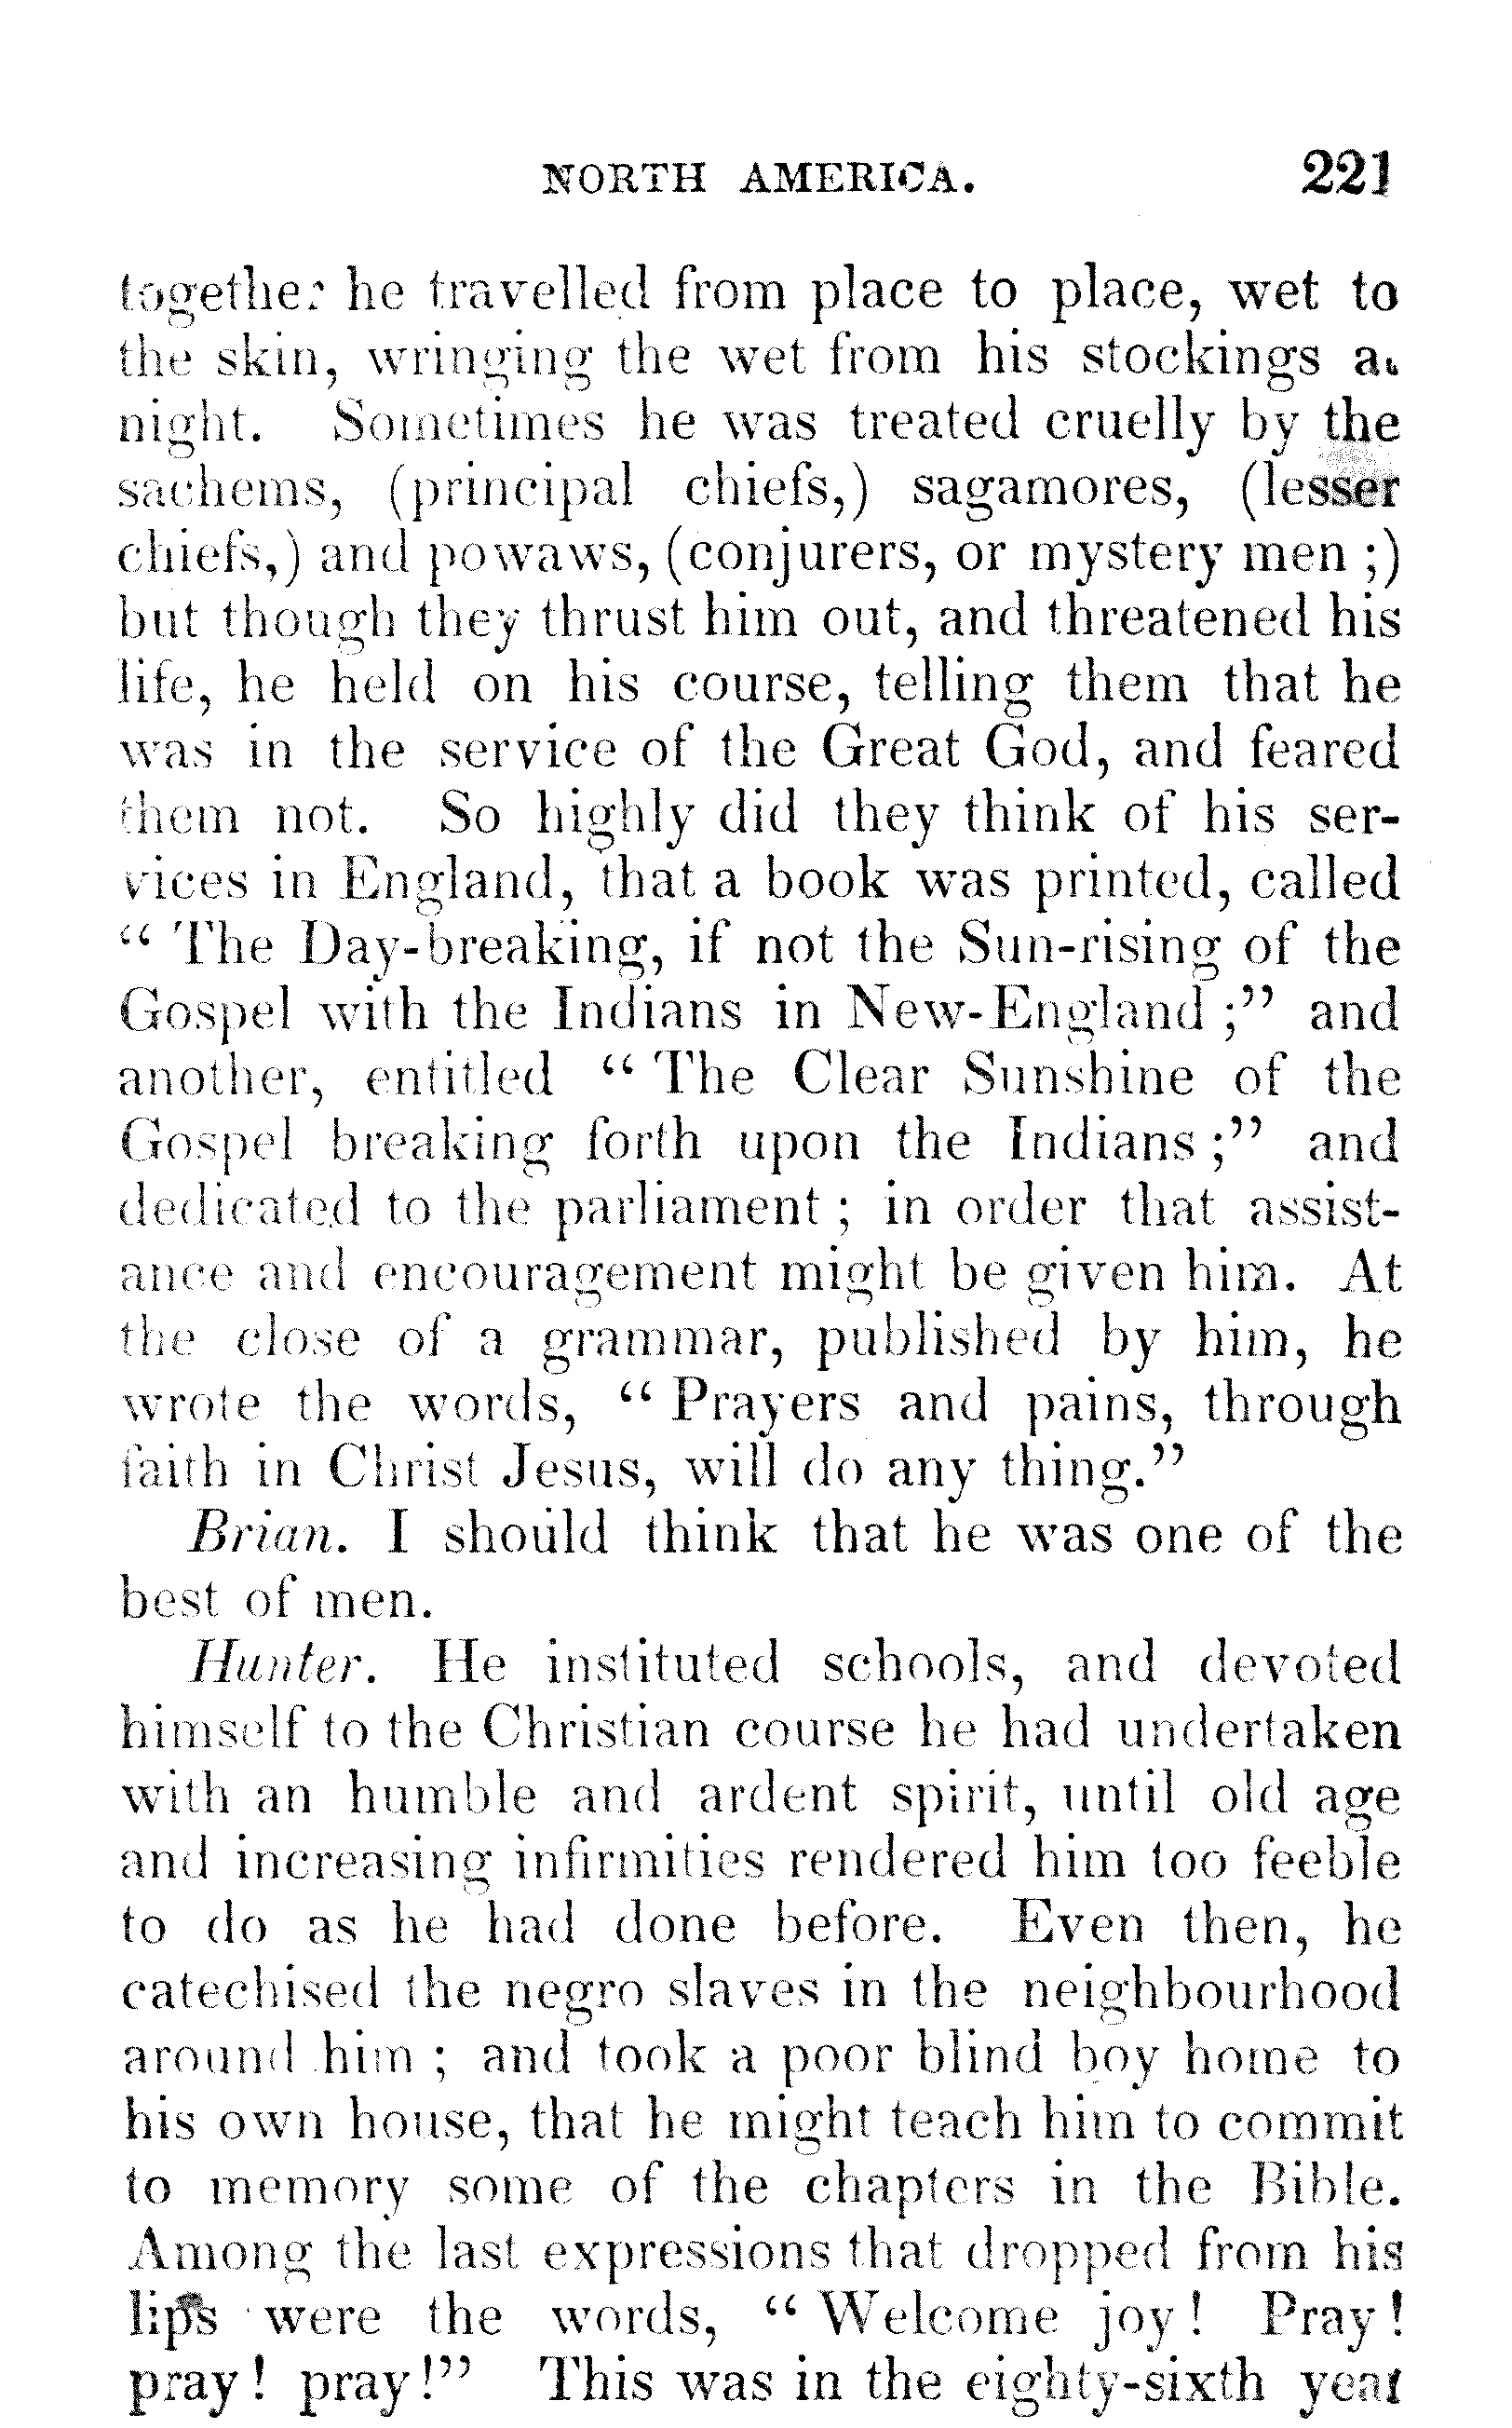 NORTH AMERICA. 221
together he travelled from place to place, wet to
the skin, wringing the wet from his stockings at
night. Sometimes he was treated cruelly by the
sachems, (principal chiefs,) sagamores, (lesser
chiefs,) and powaws, (conjurers, or mystery men ;)
but though they thrust him out, and threatened his
life, he held on his course, telling them that he
was in the service of the Great God, and feared
them not. So highly did they think of his ser-
vices in England, that a book was printed, called
" The Day-breaking, if not the Sun-rising of the
Gospel with the Indians in New-England ;" and
another, entitled " The Clear Sunshine of the
Gospel breaking forth upon the Indians ;" and
dedicated to the parliament ; in order that assist-
ance and encouragement might be given him. At
the close of a grammar, published by him, he
wrote the words, " Prayers and pains, through
faith in Christ Jesus, will do any thing."
Brian. I should think that he was one of the
best of men.
Hunter. He instituted schools, and devoted
himself to the Christian course he had undertaken
with an humble and ardent spirit, until old age
and increasing infirmities rendered him too feeble
to do as he had done before. Even then, he
catechised the negro slaves in the neighbourhood
around him ; and took a poor blind boy home to
his own house, that he might teach him to commit
to memory some of the chapters in the Bible.
Among the last expressions that dropped from his
lips were the words, " Welcome joy ! Pray !
pray ! pray !" This was in the eighty-sixth year